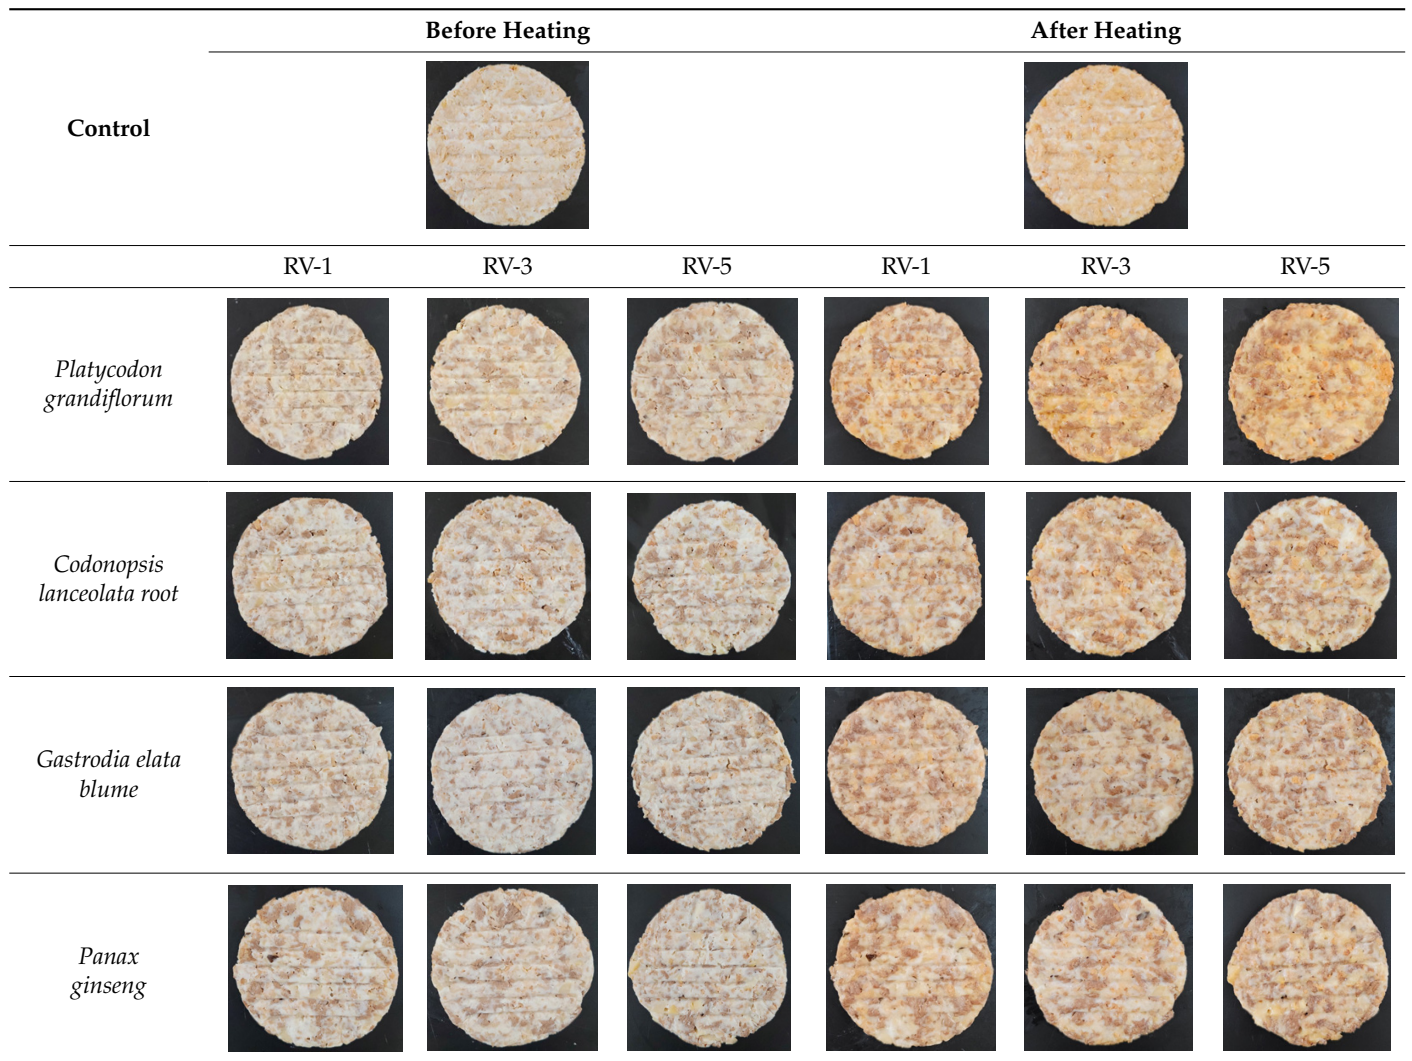 Before Heating
After Heating
Control
RV-1
RV-3
RV-5
RV-1
RV-3
RV-5
Platycodon
grandiflorum
Codonopsis
lanceolata root
Gastrodia elata
blume
Panax
ginseng